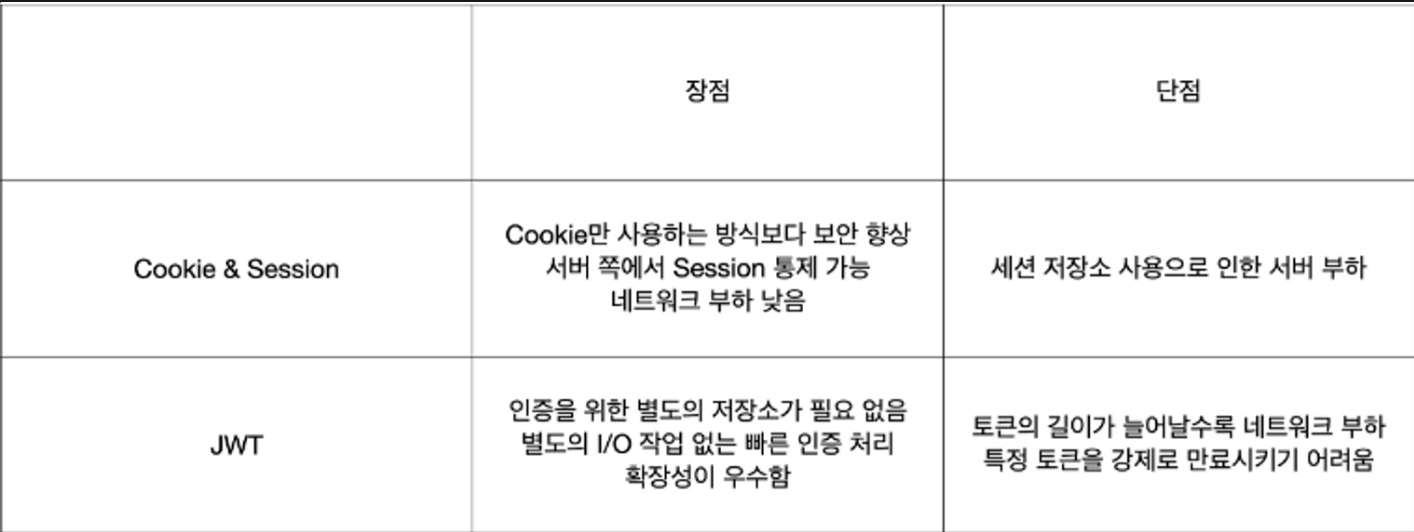 장점
단점
Cookie & Session
Cookie만 사용하는 방식보다 보안 향상
서버 쪽에서 Session 통제 가능
네트워크 부하 낮음
세션 저장소 사용으로 인한 서버 부하
JWT
인증을 위한 별도의 저장소가 필요 없음
별도의 I/O 작업 없는 빠른 인증 처리
확장성이 우수함
토큰의 길이가 늘어날수록 네트워크 부하
특정 토큰을 강제로 만료시키기 어려움